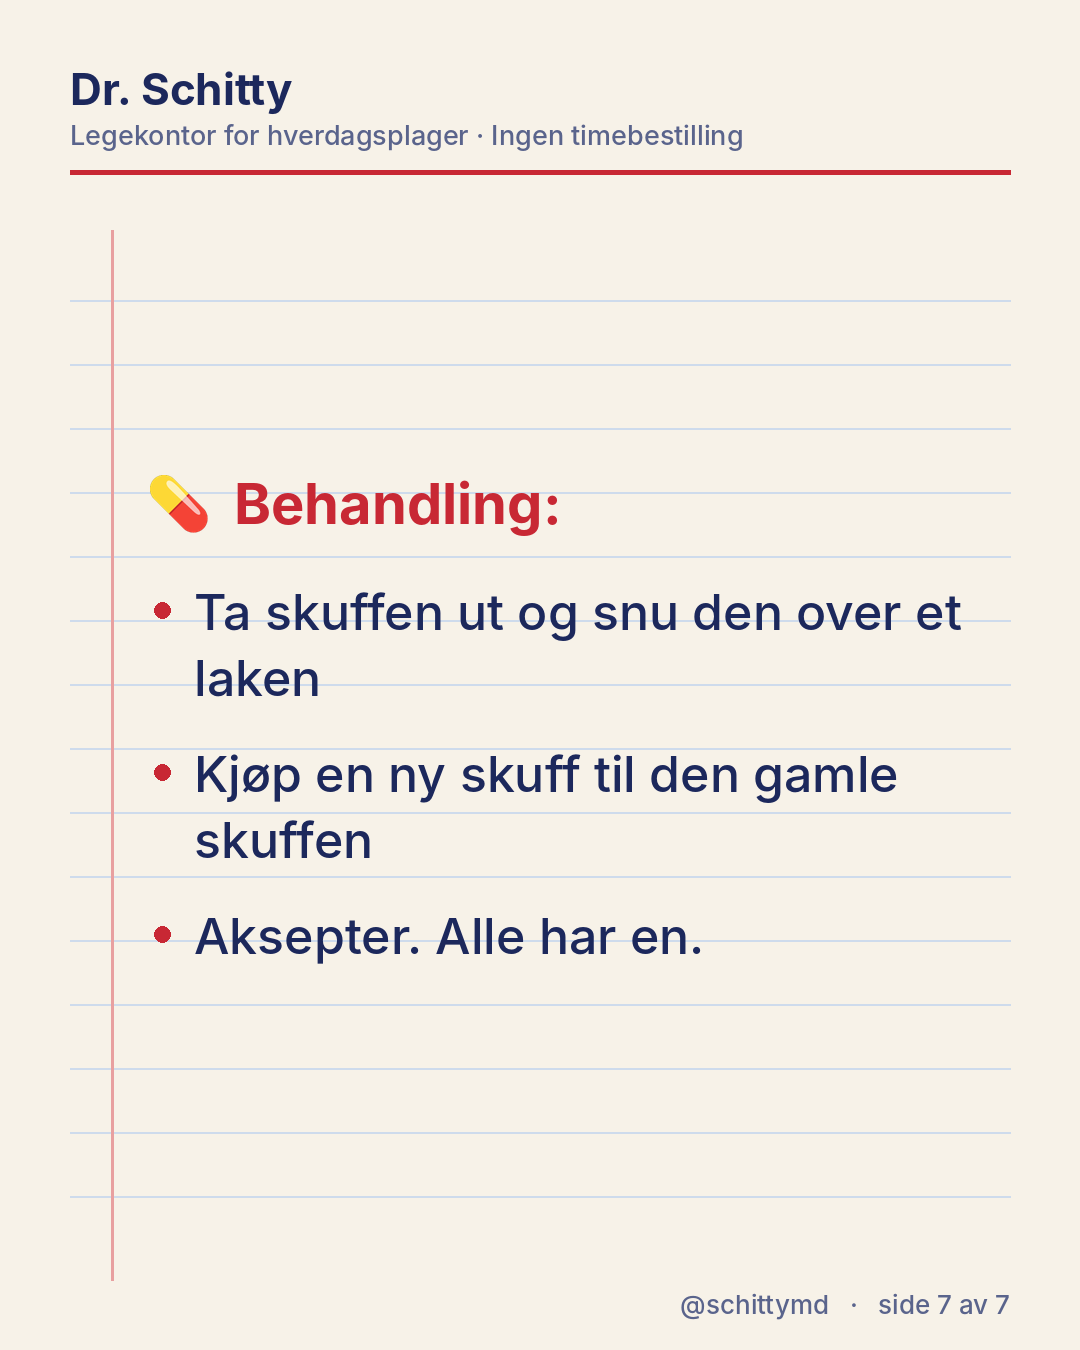 Dr. Schitty
Legekontor for hverdagsplager · Ingen timebestilling
💊 Behandling:
• Ta skuffen ut og snu den over et
laken
• Kjøp en ny skuff til den gamle
skuffen
• Aksepter. Alle har en.
@schittymd · side 7 av 7